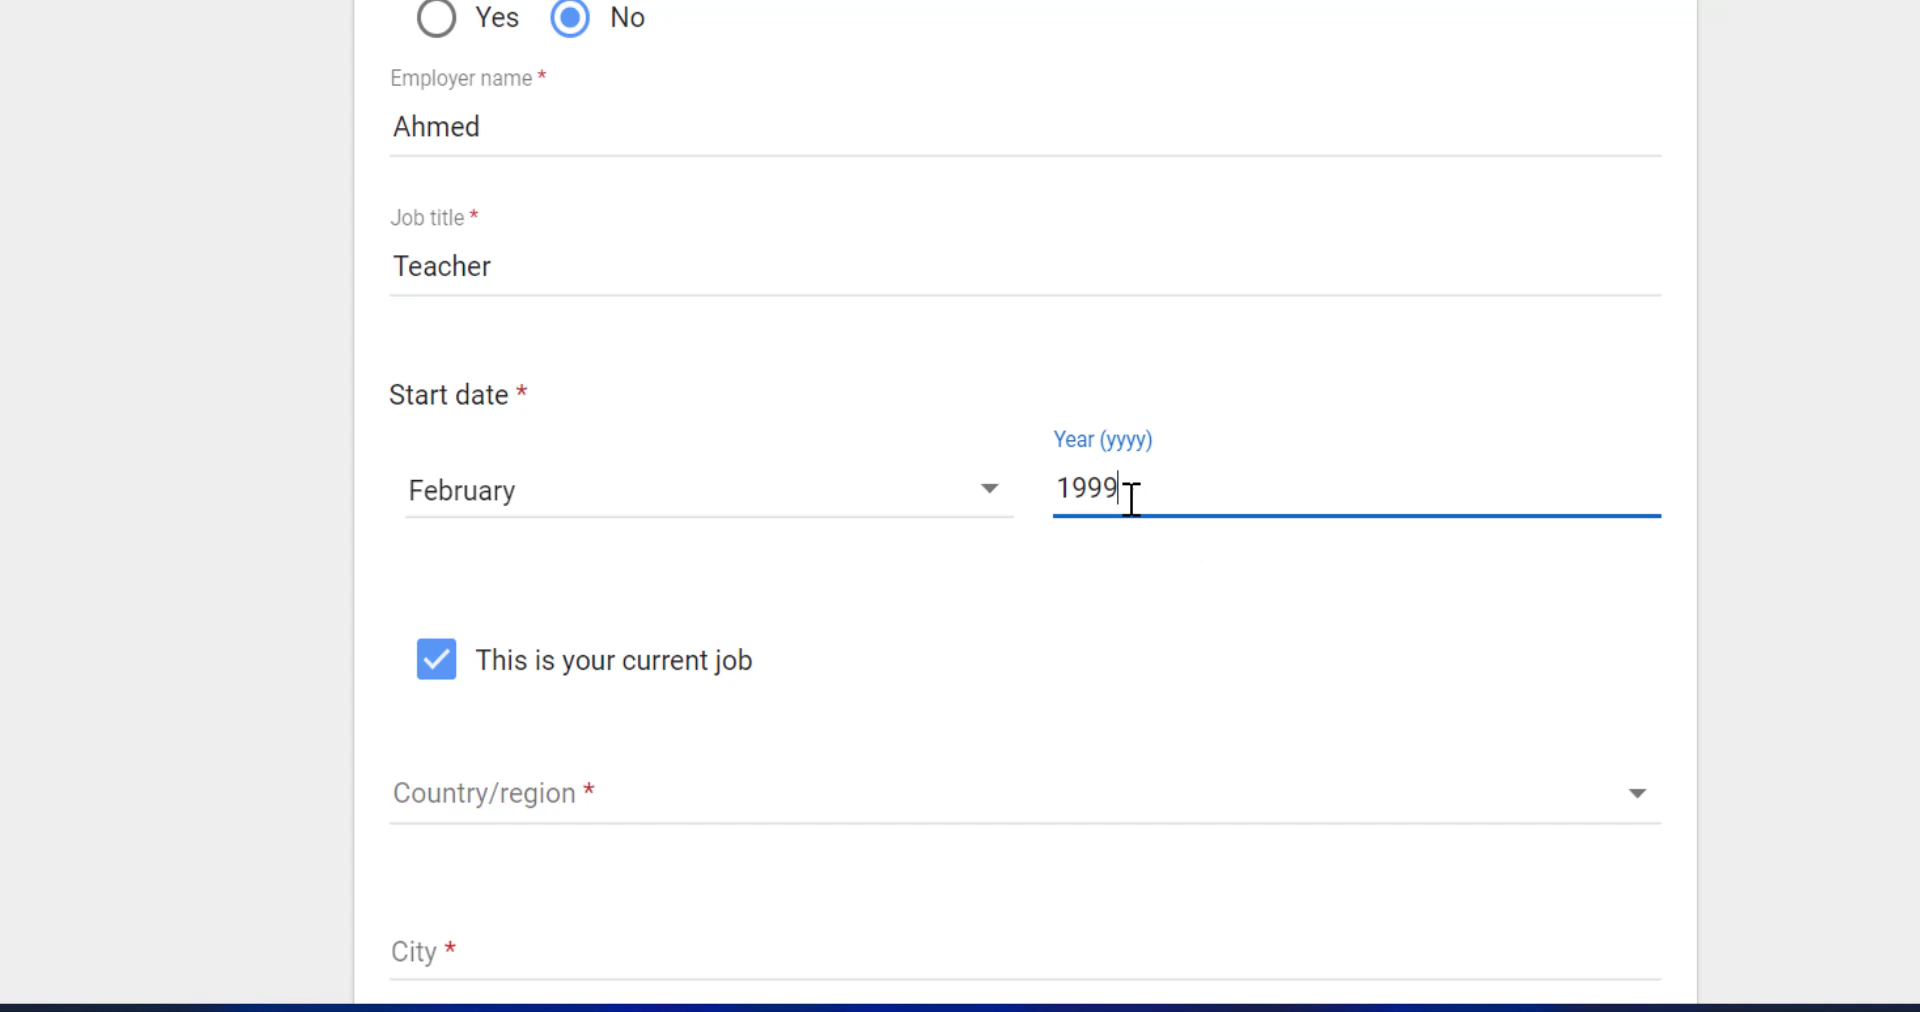 Yes No
Employer name *
Ahmed
Job title *
Teacher
Start date *
Year (yyyy)
February 1999
This is your current job
Country/region *
City *